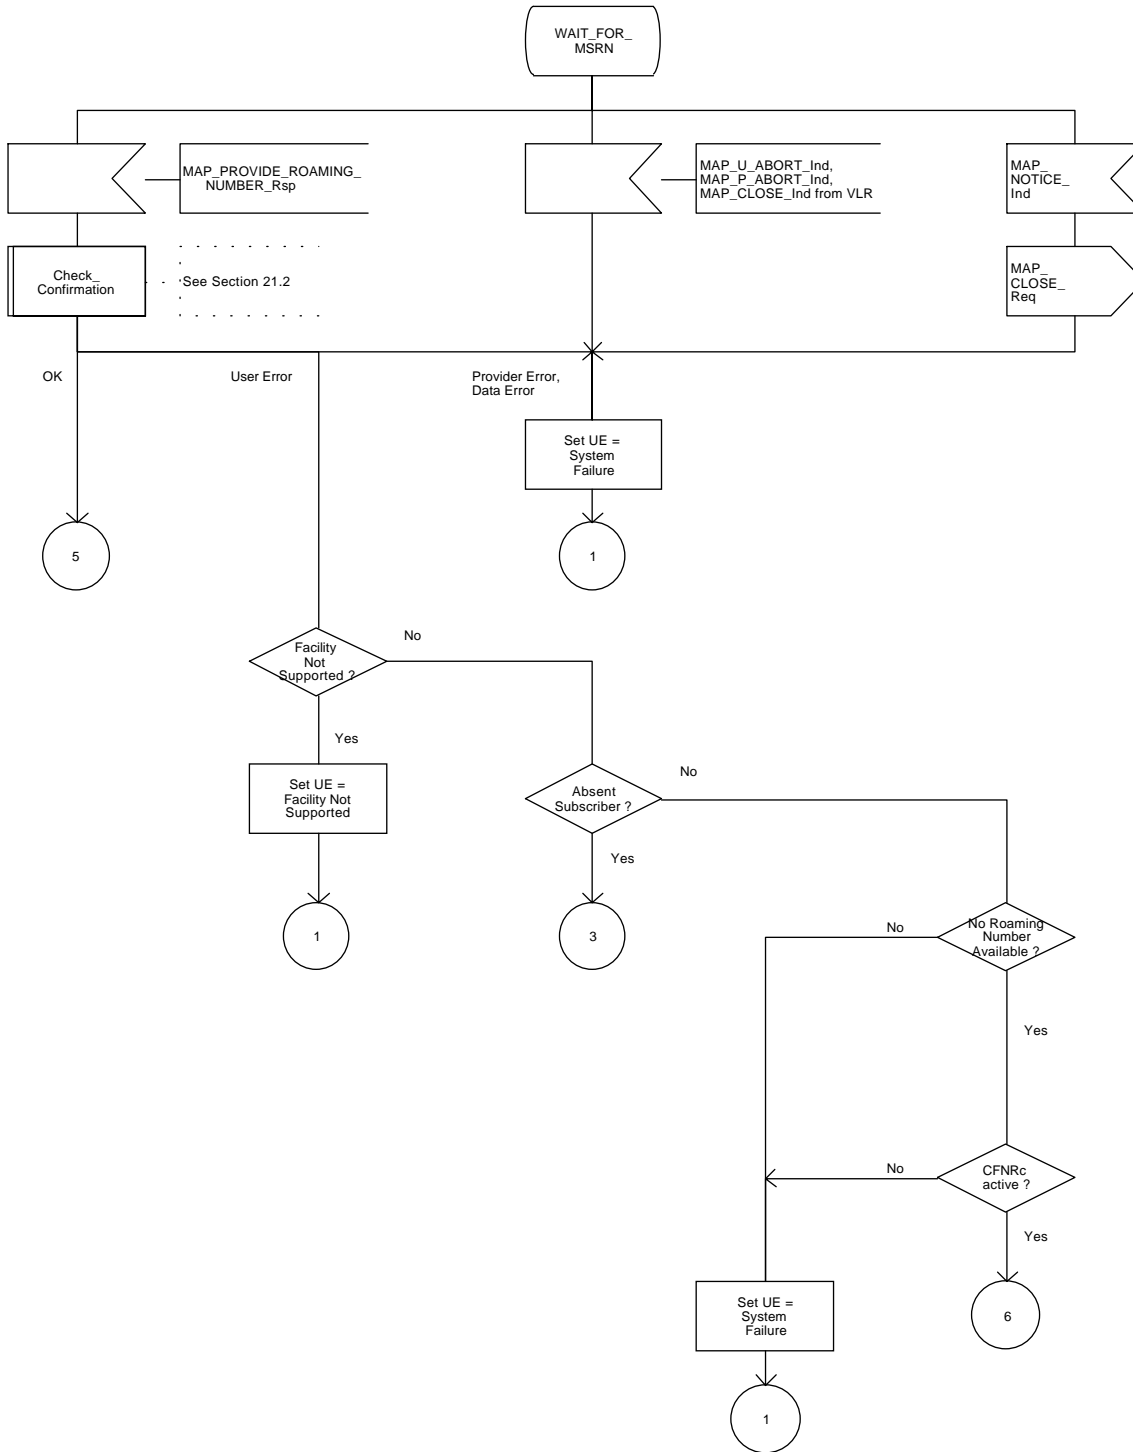 WAIT_FOR_
MSRN
MAP_PROVIDE_ROAMING_
NUMBER_Rsp
MAP_U_ABORT_Ind,
MAP_P_ABORT_Ind,
MAP_CLOSE_Ind from VLR
MAP_
NOTICE_
Ind
Check_
Confirmation
See Section 21.2
MAP_
CLOSE_
Req
OK
User Error
Provider Error,
Data Error
Set UE =
System
Failure
5
1
Facility
Not
Supported ?
No
Yes
Set UE =
Facility Not
Supported
Absent
Subscriber ?
No
Yes
1
3
No Roaming
Number
Available ?
No
Yes
CFNRc
active ?
No
Yes
Set UE =
System
Failure
6
1